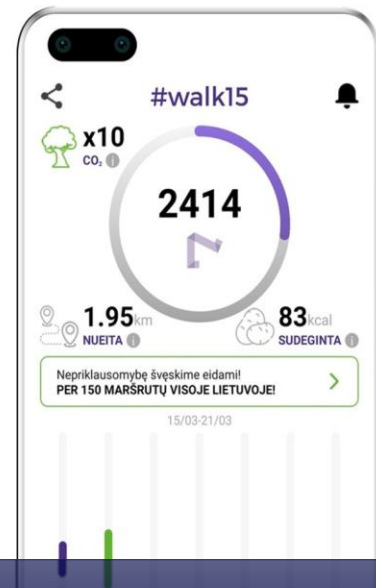 #walk15
x10
CO₂ i
2414
1.95km
NUEITA i
83kcal
SUDEGINTA i
Nepriklausomybę švęskime eidami!
PER 150 MARŠRUTŲ VISOJE LIETUVOJE!
15/03-21/03